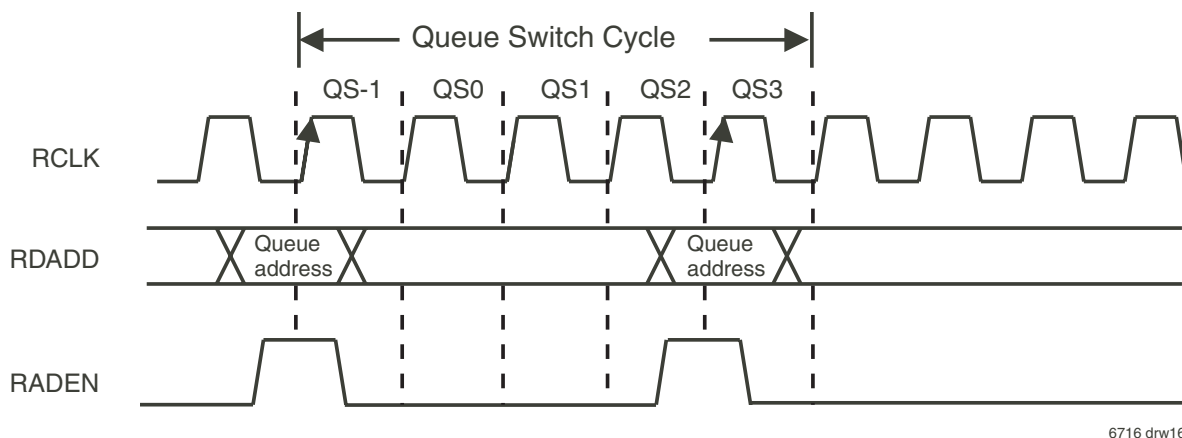 Queue Switch Cycle
QS-1 QS0 QS1 QS2 QS3
RCLK
RDADD
Queue address
Queue address
RADEN
6716 drw16